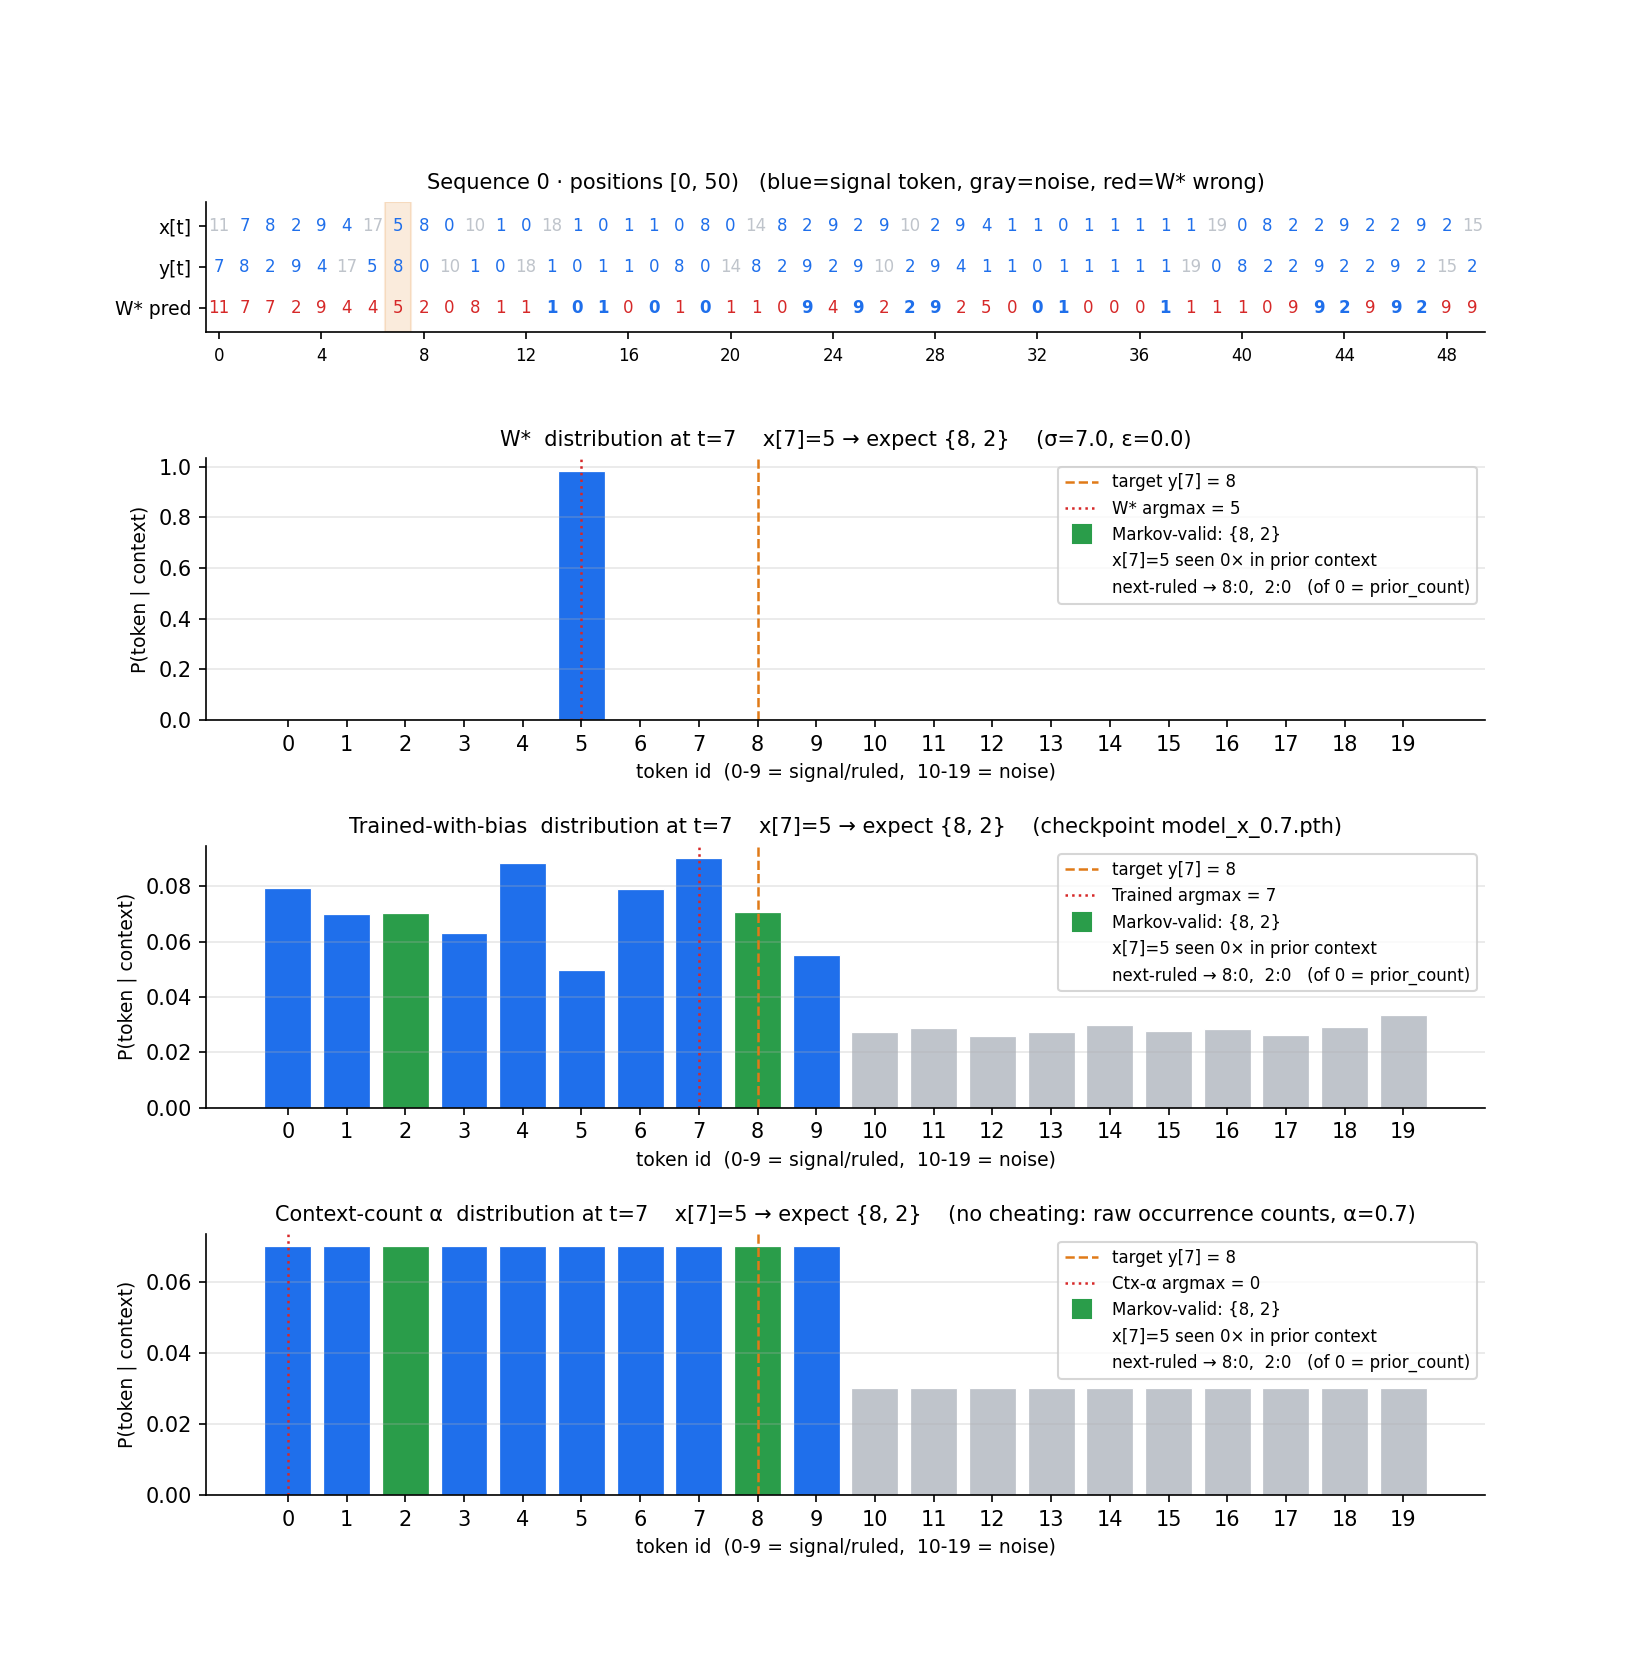 Sequence 0 · positions [0, 50)   (blue=signal token, gray=noise, red=W* wrong)
x[t] 11 7 8 2 9 4 17 5 8 0 10 1 0 18 1 0 1 1 0 8 0 14 8 2 9 2 9 10 2 9 4 1 1 0 1 1 1 1 1 19 0 8 2 2 9 2 2 9 2 15
y[t] 7 8 2 9 4 17 5 8 0 10 1 0 18 1 0 1 1 0 8 0 14 8 2 9 2 9 10 2 9 4 1 1 0 1 1 1 1 1 19 0 8 2 2 9 2 2 9 2 15 2
W* pred 11 7 7 2 9 4 4 5 2 0 8 1 1 1 0 1 0 0 1 0 1 1 0 9 4 9 2 2 9 2 5 0 0 1 0 0 0 1 1 1 1 0 9 9 2 9 9 2 9 9
0 4 8 12 16 20 24 28 32 36 40 44 48
W*  distribution at t=7    x[7]=5 → expect {8, 2}    (σ=7.0, ε=0.0)
P(token | context)
1.0
0.8
0.6
0.4
0.2
0.0
target y[7] = 8
W* argmax = 5
Markov-valid: {8, 2}
x[7]=5 seen 0× in prior context
next-ruled → 8:0,  2:0   (of 0 = prior_count)
0 1 2 3 4 5 6 7 8 9 10 11 12 13 14 15 16 17 18 19
token id  (0-9 = signal/ruled,  10-19 = noise)
Trained-with-bias  distribution at t=7    x[7]=5 → expect {8, 2}    (checkpoint model_x_0.7.pth)
P(token | context)
0.08
0.06
0.04
0.02
0.00
target y[7] = 8
Trained argmax = 7
Markov-valid: {8, 2}
x[7]=5 seen 0× in prior context
next-ruled → 8:0,  2:0   (of 0 = prior_count)
0 1 2 3 4 5 6 7 8 9 10 11 12 13 14 15 16 17 18 19
token id  (0-9 = signal/ruled,  10-19 = noise)
Context-count α  distribution at t=7    x[7]=5 → expect {8, 2}    (no cheating: raw occurrence counts, α=0.7)
P(token | context)
0.06
0.04
0.02
0.00
target y[7] = 8
Ctx-α argmax = 0
Markov-valid: {8, 2}
x[7]=5 seen 0× in prior context
next-ruled → 8:0,  2:0   (of 0 = prior_count)
0 1 2 3 4 5 6 7 8 9 10 11 12 13 14 15 16 17 18 19
token id  (0-9 = signal/ruled,  10-19 = noise)